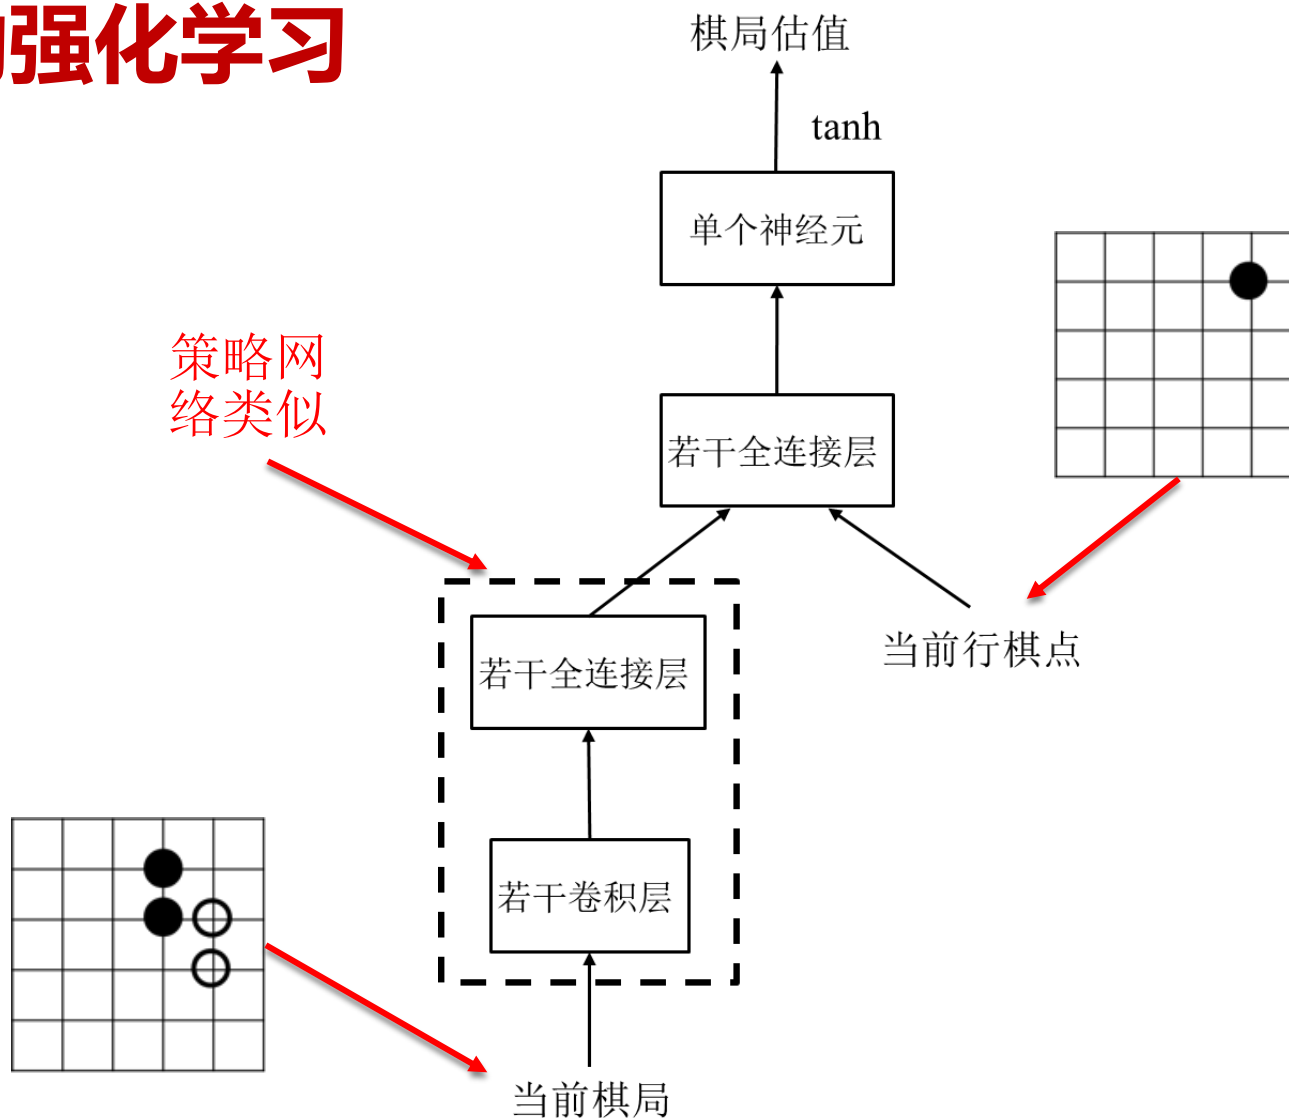 强化学习
棋局估值
tanh
单个神经元
策略网
络类似
若干全连接层
若干全连接层
当前行棋点
若干卷积层
当前棋局